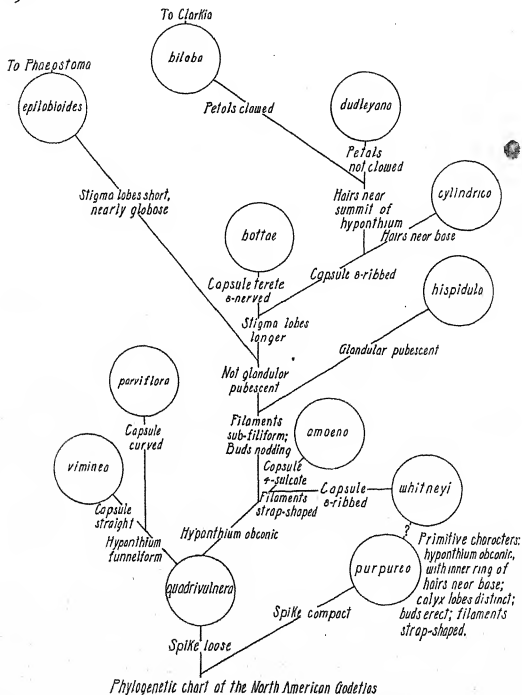 To Clarkia
biloba
To Phaeostoma
epilobioides
Petals clawed
dudleyana
Petals
not clawed
Stigma lobes short,
nearly globose
Hairs near
summit of
hyponthium
cylindrica
Hairs near base
bottae
Capsule terete
8-nerved
Capsule 8-ribbed
hispidula
Stigma lobes
longer
Glandular pubescent
Not glandular
pubescent
parviflora
Filaments
sub-filiform;
Buds nodding
amoena
Capsule
curved
Capsule
4-sulcate
viminea
Filaments
strap-shaped
Capsule
8-ribbed
whitneyi
Capsule
straight
Hyponthium
funnelform
Hyponthium obconic
?
Primitive characters:
hyponthium obconic,
with inner ring of
hairs near base;
calyx lobes distinct;
buds erect; filaments
strap-shaped.
purpurea
quadrivulnera
Spike compact
Spike loose
Phylogenetic chart of the North American Godetias